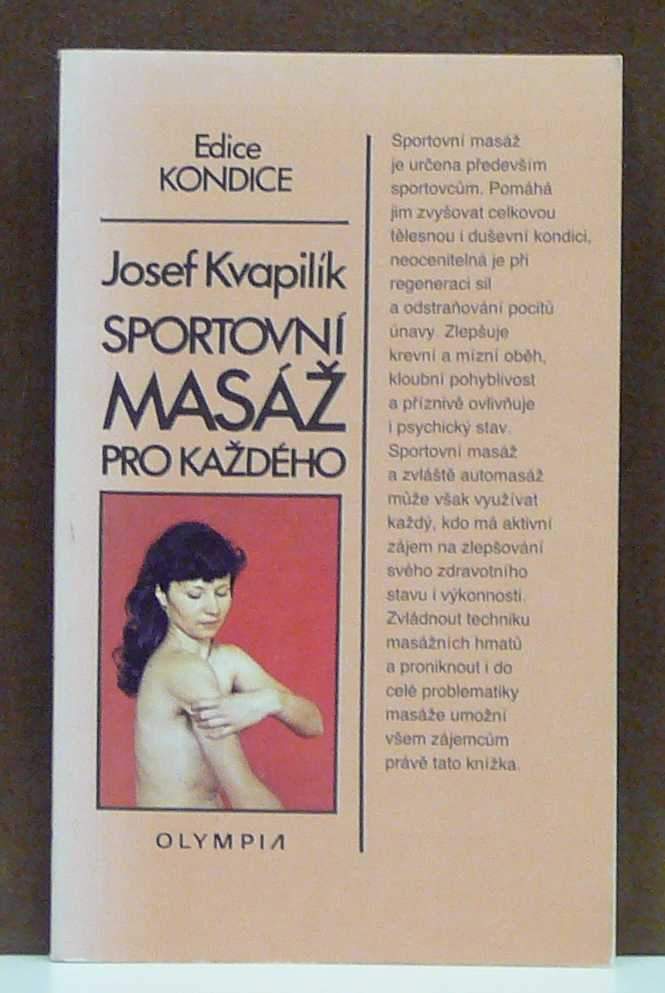 Edice
KONDICE
Josef Kvapilík
SPORTOVNÍ
MASÁŽ
PRO KAŽDÉHO
OLYMPIA
Sportovní masáž
je určena především
sportovcům. Pomáhá
jim zvyšovat celkovou
tělesnou i duševní kondici,
neocenitelná je při
regeneraci sil
a odstraňování pocitů
únavy. Zlepšuje
krevní a mízní oběh,
kloubní pohyblivost
a příznivě ovlivňuje
i psychický stav.
Sportovní masáž
a zvláště automasáž
může však využívat
každý, kdo má aktivní
zájem na zlepšování
svého zdravotního
stavu i výkonnosti.
Zvládnout techniku
masážních hmatů
a proniknout i do
celé problematiky
masáže umožní
všem zájemcům
právě tato knížka.